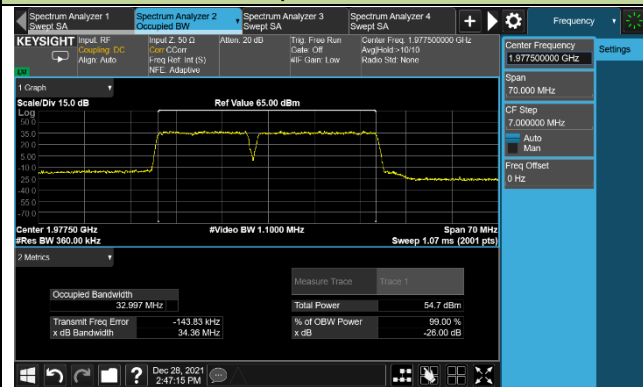 Spectrum Analyzer 1
Swept SA
Spectrum Analyzer 2
Occupied BW
Spectrum Analyzer 3
Swept SA
Spectrum Analyzer 4
Swept SA
Frequency
KEYSIGHT
Input: RF
Coupling: DC
Align: Auto
Input Z: 50 Ω
Corr CCorr
Freq Ref: Int (S)
NFE: Adaptive
Atten: 20 dB
Trig: Free Run
Gate: Off
#IF Gain: Low
Center Freq: 1.977500000 GHz
Avg|Hold:>10/10
Radio Std: None
Center Frequency
1.977500000 GHz
Settings
Span
70.000 MHz
CF Step
7.000000 MHz
Auto
Man
Freq Offset
0 Hz
1 Graph
Scale/Div 15.0 dB
Ref Value 65.00 dBm
Log
50.0
35.0
20.0
5.00
-10.0
-25.0
-40.0
-55.0
-70.0
Center 1.97750 GHz
#Video BW 1.1000 MHz
Span 70 MHz
#Res BW 360.00 kHz
Sweep 1.07 ms (2001 pts)
2 Metrics
Measure Trace
Trace 1
Occupied Bandwidth
32.997 MHz
Total Power
54.7 dBm
Transmit Freq Error
-143.83 kHz
% of OBW Power
99.00 %
x dB Bandwidth
34.36 MHz
x dB
-26.00 dB
?
Dec 28, 2021
2:47:15 PM